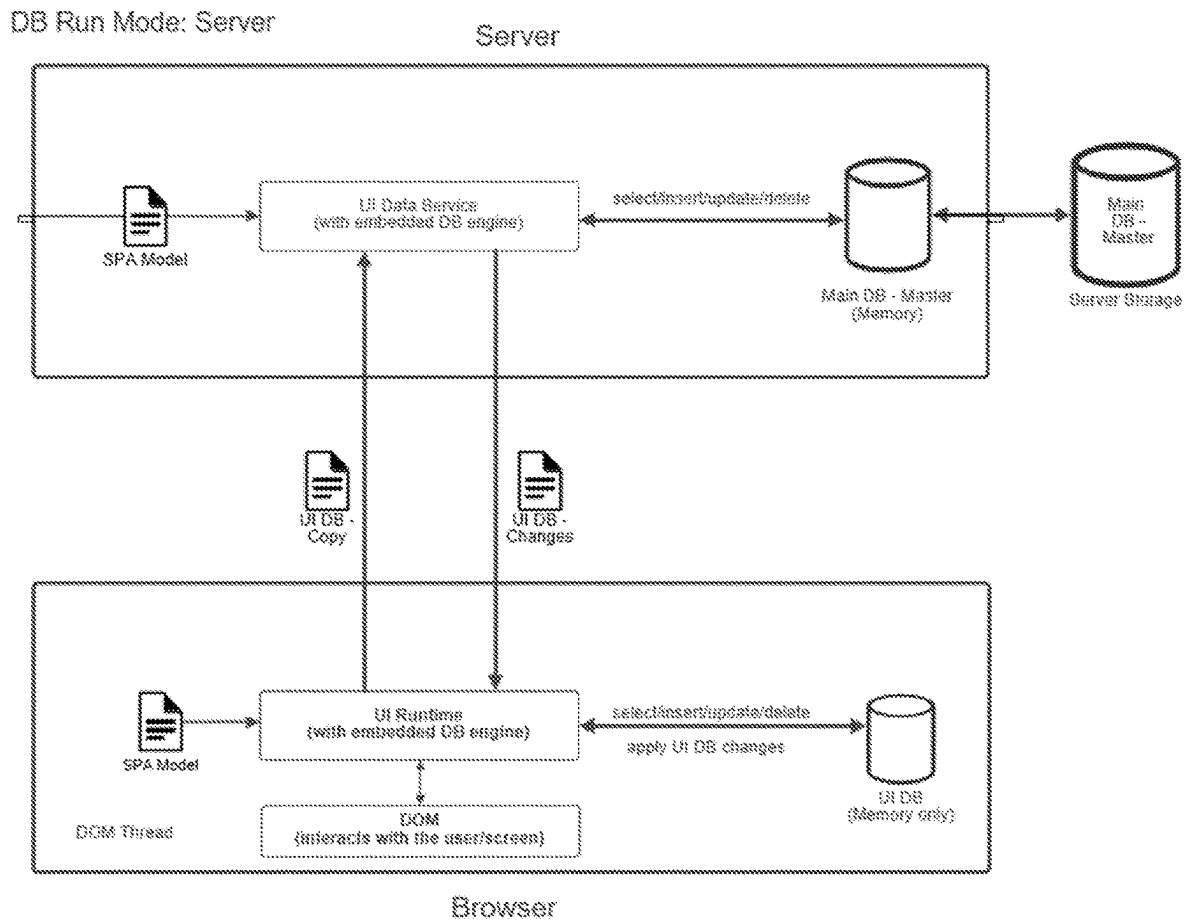 DB Run Mode: Server
Server
UI Data Service
(with embedded DB engine)
select/insert/update/delete
SPA Model
Main DB - Master
(Memory)
Main
DB -
Master
Server Storage
UI DB -
Copy
UI DB -
Changes
UI Runtime
(with embedded DB engine)
select/insert/update/delete
apply UI DB changes
SPA Model
UI DB
(Memory only)
DOM
(interacts with the user/screen)
DOM Thread
Browser